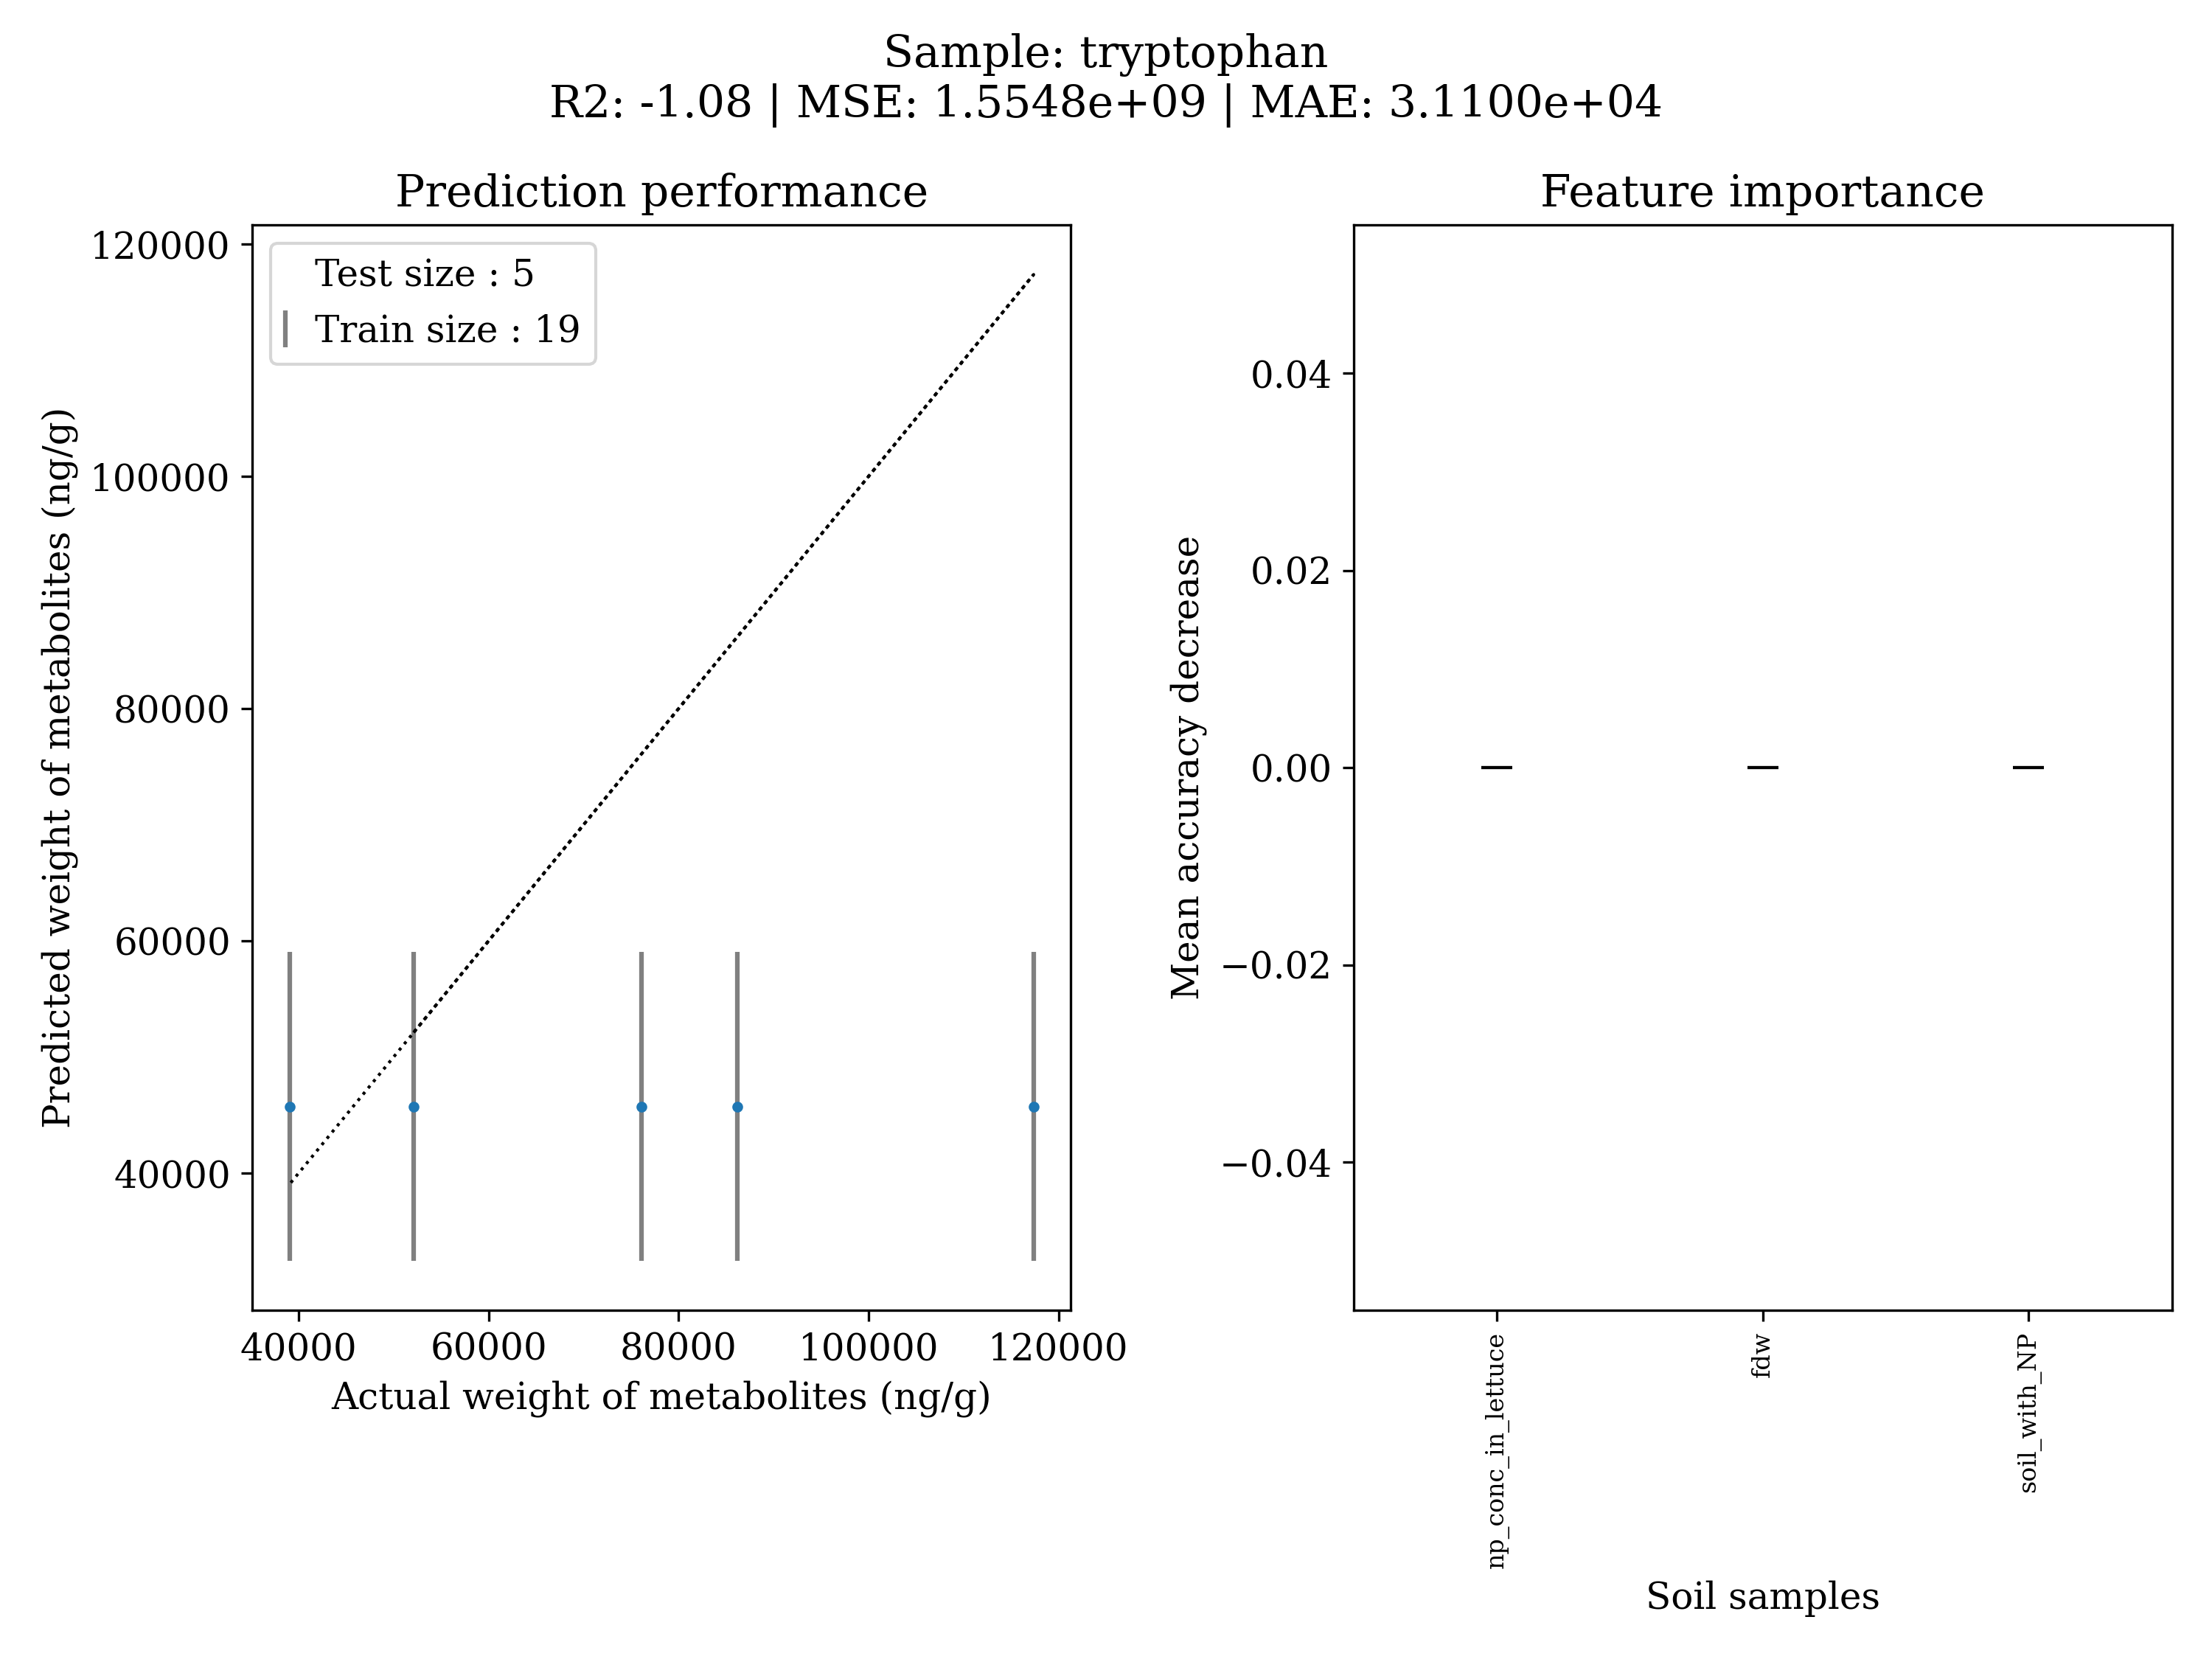 Sample: tryptophan
R2: -1.08 | MSE: 1.5548e+09 | MAE: 3.1100e+04
Prediction performance
Test size : 5
Train size : 19
120000
100000
80000
60000
40000
Predicted weight of metabolites (ng/g)
40000 60000 80000 100000 120000
Actual weight of metabolites (ng/g)
Feature importance
0.04
0.02
0.00
−0.02
−0.04
Mean accuracy decrease
np_conc_in_lettuce
fdw
soil_with_NP
Soil samples